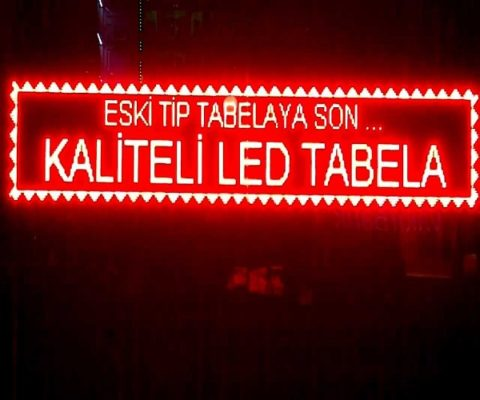 ESKİ TİP TABELAYA SON ...
KALİTELİ LED TABELA